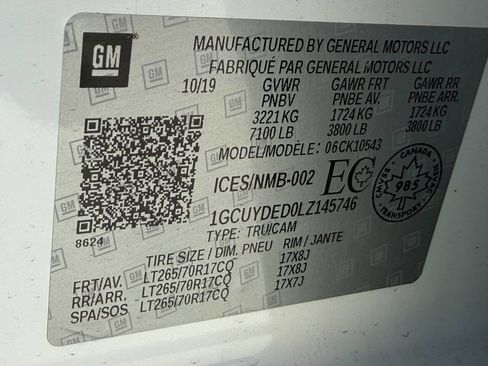 GM
MANUFACTURED BY GENERAL MOTORS LLC
FABRIQUÉ PAR GENERAL MOTORS LLC
10/19 GVWR GAWR FRT GAWR RR
PNBV PNBE AV. PNBE ARR.
3221 KG 1724 KG 1724 KG
7100 LB 3800 LB 3800 LB
MODEL/MODÈLE: 06CK10543
ICES/NMB-002 EC
CANADA
CMVSS NSVAC
985
TRANSPORT
1GCUYDED0LZ145746
8624
TYPE: TRU/CAM
TIRE SIZE / DIM. PNEU RIM / JANTE
FRT/AV. LT265/70R17CQ 17X8J
RR/ARR. LT265/70R17CQ 17X8J
SPA/SOS LT265/70R17CQ 17X7J